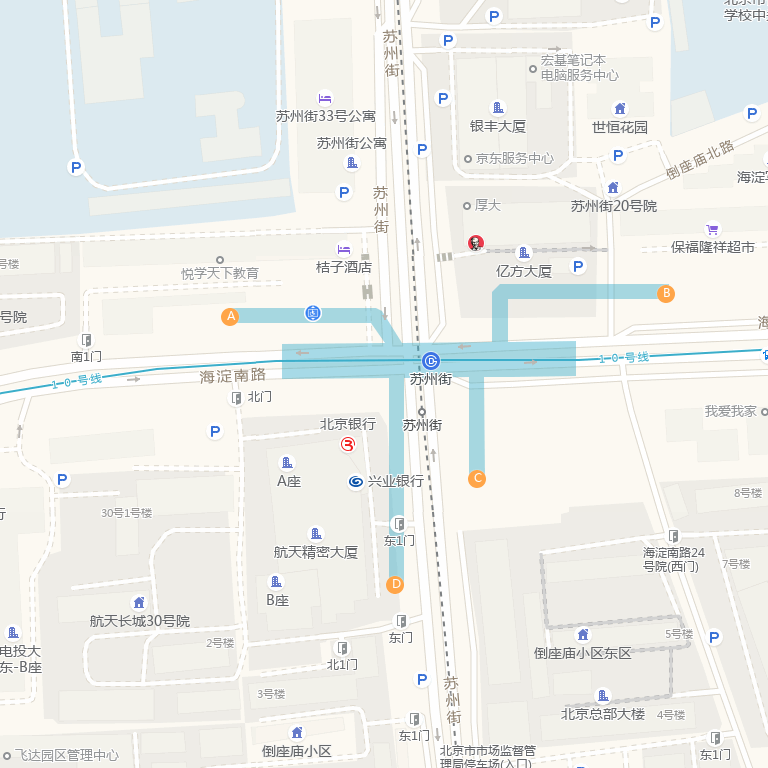 北京市
学校中
苏
州
街
P
P
P
宏基笔记本
电脑服务中心
P
苏州街33号公寓
银丰大厦
世恒花园
P
苏州街公寓
P
京东服务中心
P
倒座庙北路
P
P
海淀
苏
州
街
苏州街20号院
厚大
保福隆祥超市
号楼
桔子酒店
悦学天下教育
亿方大厦
P
B
A
号院
海
南1门
10号线
苏州街
10号线
海淀南路
北门
苏州街
我爱我家
北京银行
P
A座
兴业银行
C
P
30号1号楼
8号楼
东1门
航天精密大厦
海淀南路24
号院(西门)
7号楼
D
B座
航天长城30号院
东门
5号楼
P
电投大
东-B座
2号楼
北1门
倒座庙小区东区
P
3号楼
苏
州
街
北京总部大楼
4号楼
东1门
倒座庙小区
飞达园区管理中心
北京市市场监督管
理局停车场(入口)
东1门